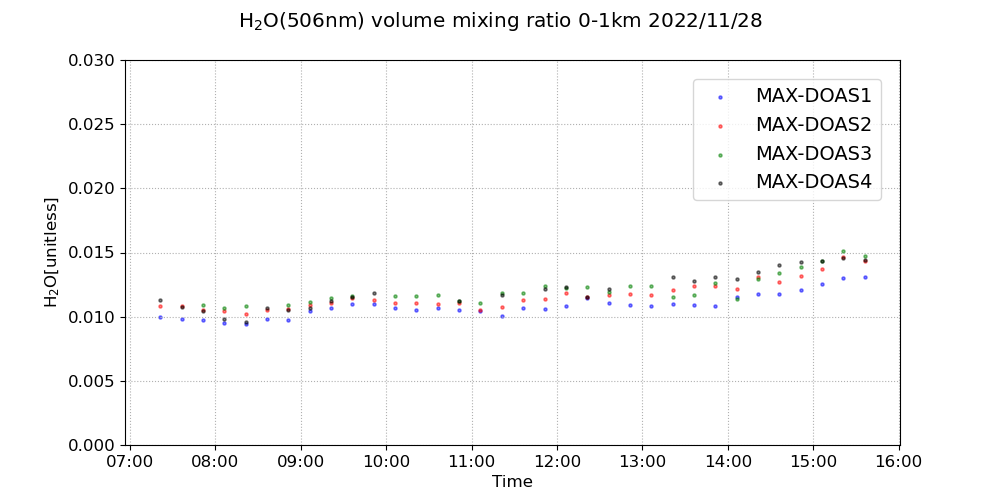 H₂O(506nm) volume mixing ratio 0-1km 2022/11/28
0.030
0.025
0.020
0.015
0.010
0.005
0.000
H₂O[unitless]
MAX-DOAS1
MAX-DOAS2
MAX-DOAS3
MAX-DOAS4
07:00 08:00 09:00 10:00 11:00 12:00 13:00 14:00 15:00 16:00
Time